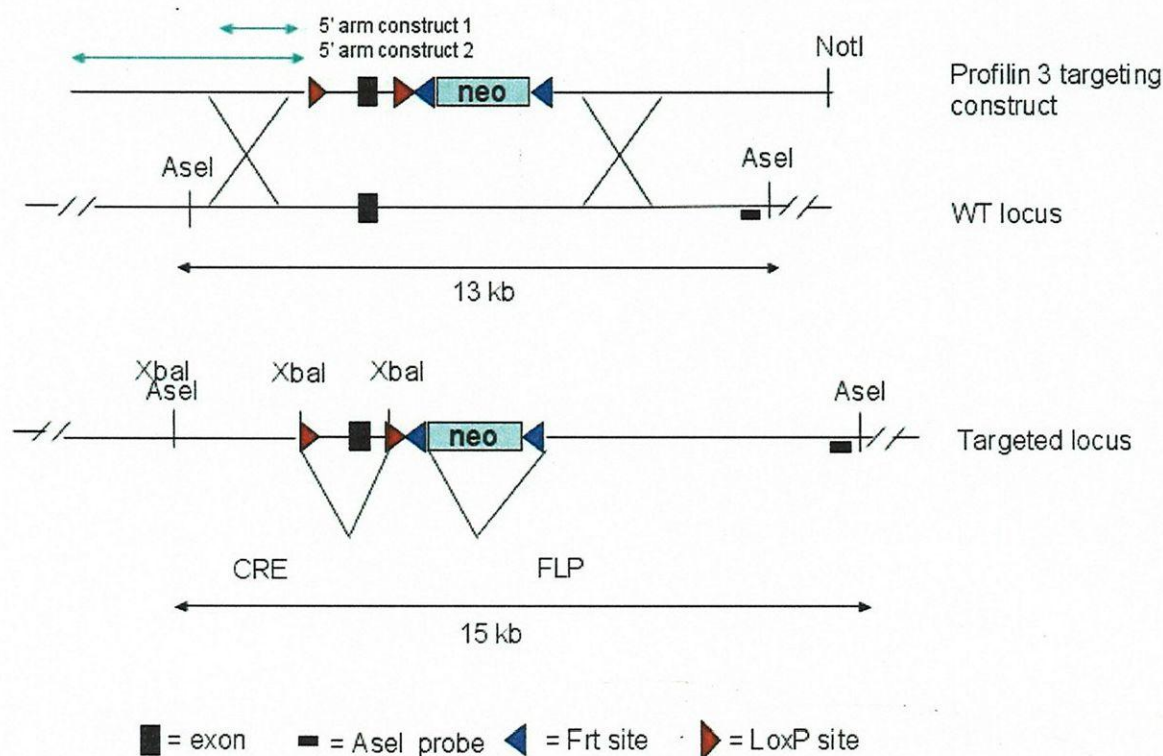 5' arm construct 1
5' arm construct 2
NotI
neo
Profilin 3 targeting
construct
AseI
AseI
WT locus
13 kb
XbaI
AseI
XbaI
XbaI
AseI
neo
Targeted locus
CRE
FLP
15 kb
= exon
= AseI probe
= Frt site
= LoxP site